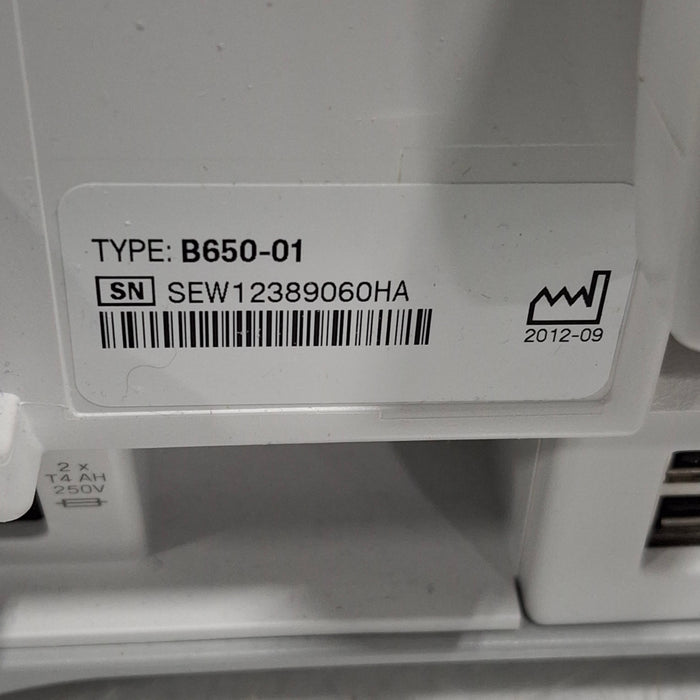 TYPE: B650-01
SN SEW12389060HA
2012-09
2 x
T4 AH
250V